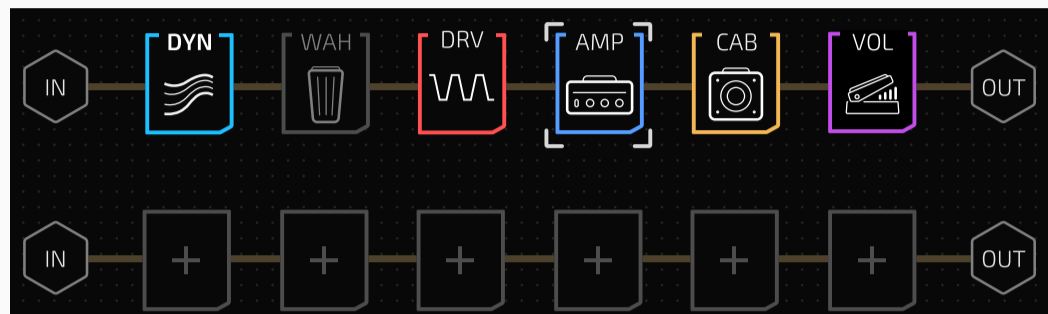 IN DYN WAH DRV AMP CAB VOL OUT
IN + + + + + + OUT